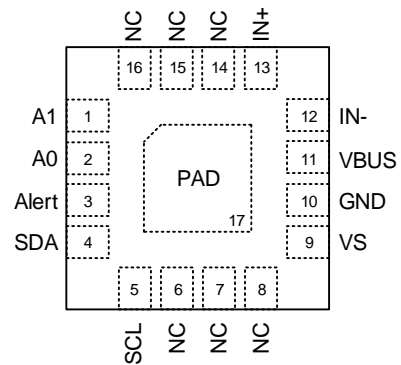 NC NC NC IN+
16 15 14 13
A1 1 12 IN-
A0 2 11 VBUS
PAD
Alert 3 10 GND
17
SDA 4 9 VS
5 6 7 8
SCL NC NC NC